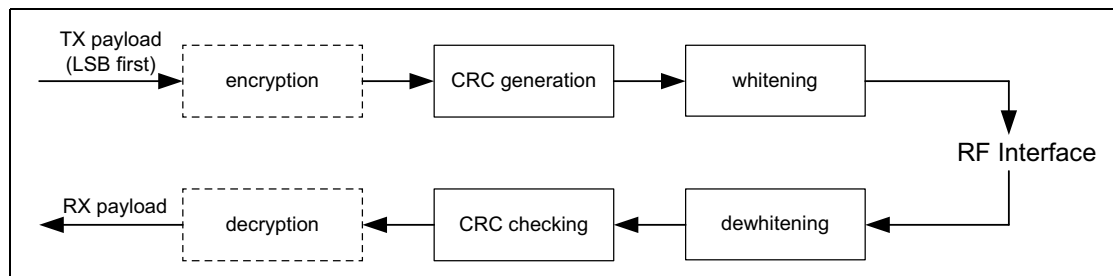 TX payload
(LSB first)
encryption
CRC generation
whitening
RF Interface
RX payload
decryption
CRC checking
dewhitening